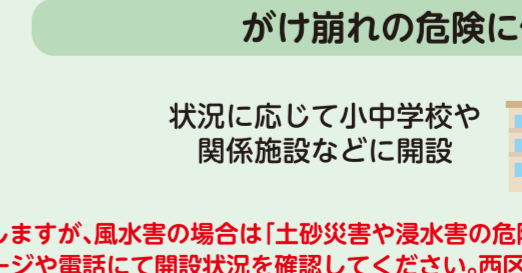 がけ崩れの危険に
状況に応じて小中学校や
関係施設などに開設
しますが、風水害の場合は「土砂災害や浸水害の危険
ージや電話にて開設状況を確認してください。西区